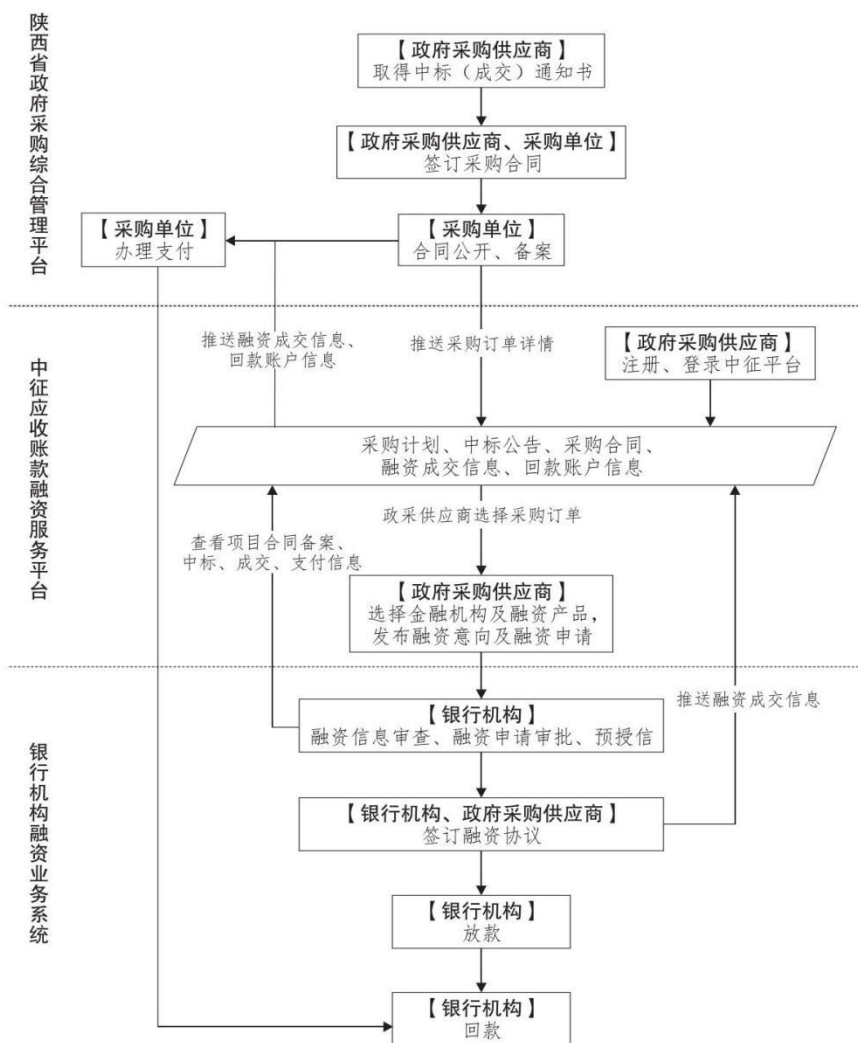 陕西省政府采购综合管理平台
【政府采购供应商】
取得中标（成交）通知书
【政府采购供应商、采购单位】
签订采购合同
【采购单位】
办理支付
【采购单位】
合同公开、备案
中征应收账款融资服务平台
推送融资成交信息、
回款账户信息
推送采购订单详情
【政府采购供应商】
注册、登录中征平台
采购计划、中标公告、采购合同、
融资成交信息、回款账户信息
政采供应商选择采购订单
查看项目合同备案、
中标、成交、支付信息
【政府采购供应商】
选择金融机构及融资产品，
发布融资意向及融资申请
银行机构融资业务系统
【银行机构】
融资信息审查、融资申请审批、预授信
推送融资成交信息
【银行机构、政府采购供应商】
签订融资协议
【银行机构】
放款
【银行机构】
回款